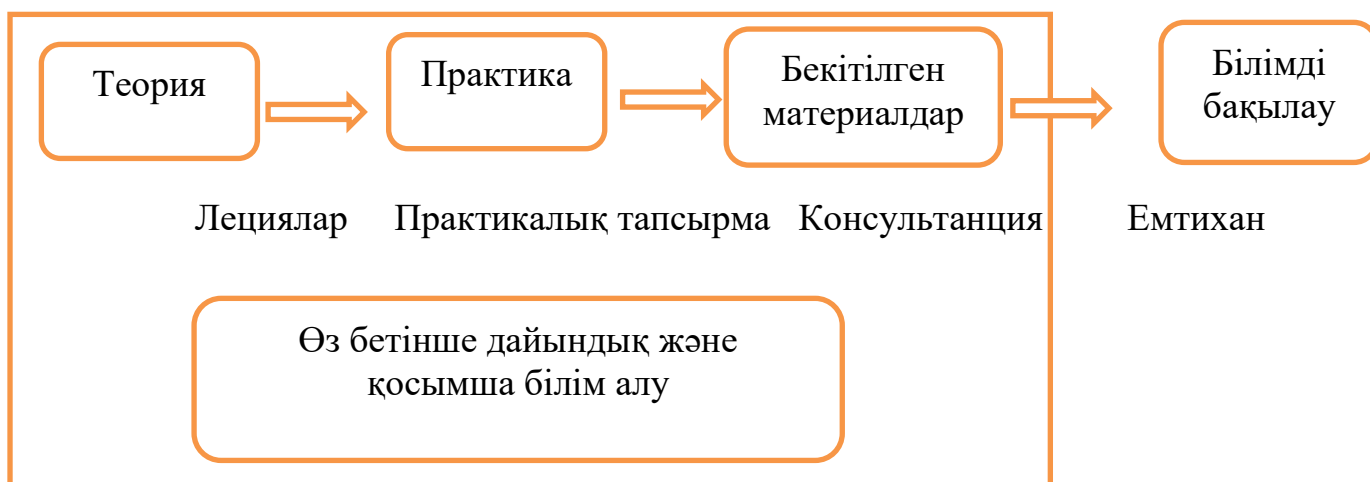 Теория
Практика
Бекітілген
материалдар
Білімді
бақылау
Лециялар
Практикалық тапсырма
Консультанция
Емтихан
Өз бетінше дайындық және
қосымша білім алу